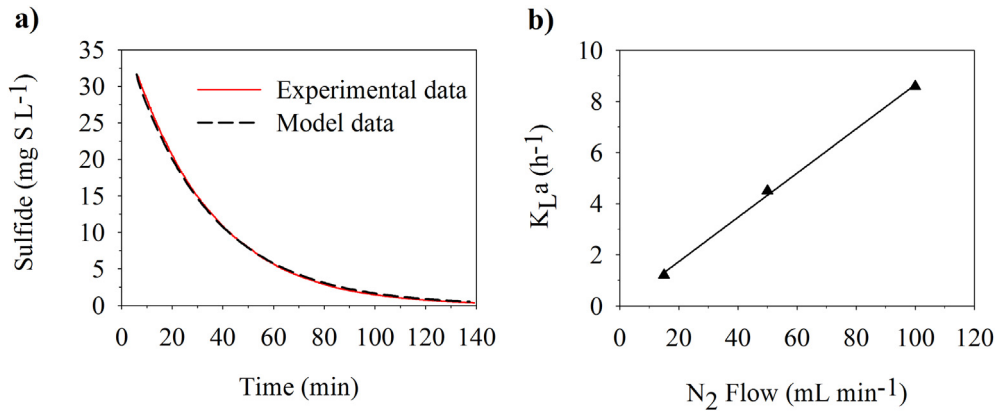 a)
35
30
25
20
15
10
5
0
Sulfide (mg S L-1)
Experimental data
Model data
0 20 40 60 80 100 120 140
Time (min)
b)
10
8
6
4
2
0
KLa (h-1)
0 20 40 60 80 100 120
N2 Flow (mL min-1)